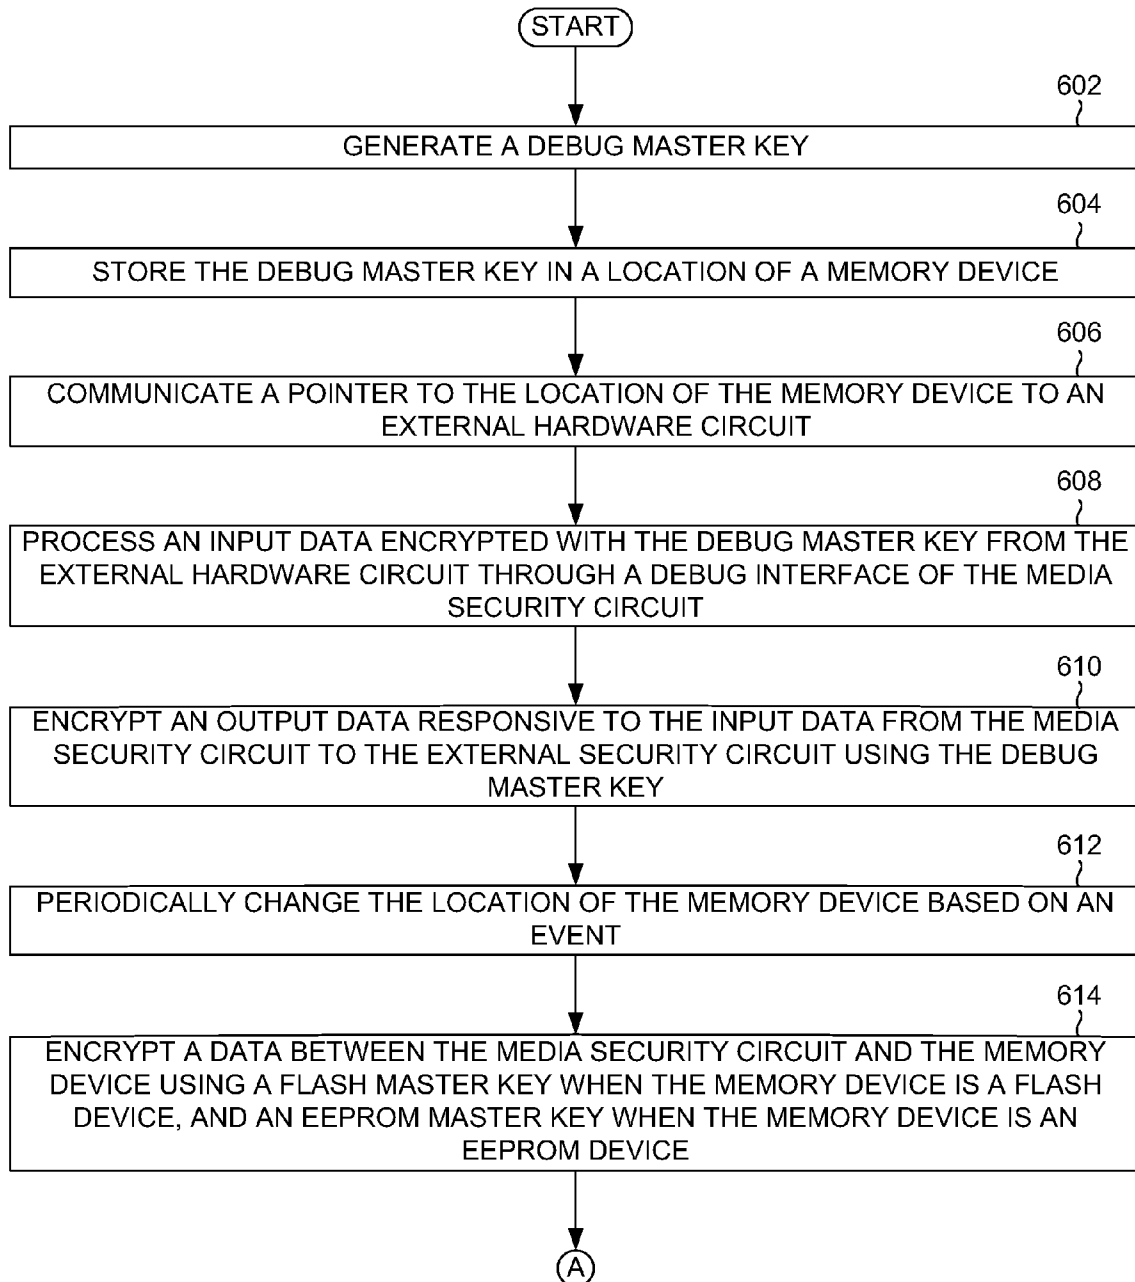 START
602
GENERATE A DEBUG MASTER KEY
604
STORE THE DEBUG MASTER KEY IN A LOCATION OF A MEMORY DEVICE
606
COMMUNICATE A POINTER TO THE LOCATION OF THE MEMORY DEVICE TO AN
EXTERNAL HARDWARE CIRCUIT
608
PROCESS AN INPUT DATA ENCRYPTED WITH THE DEBUG MASTER KEY FROM THE
EXTERNAL HARDWARE CIRCUIT THROUGH A DEBUG INTERFACE OF THE MEDIA
SECURITY CIRCUIT
610
ENCRYPT AN OUTPUT DATA RESPONSIVE TO THE INPUT DATA FROM THE MEDIA
SECURITY CIRCUIT TO THE EXTERNAL SECURITY CIRCUIT USING THE DEBUG
MASTER KEY
612
PERIODICALLY CHANGE THE LOCATION OF THE MEMORY DEVICE BASED ON AN
EVENT
614
ENCRYPT A DATA BETWEEN THE MEDIA SECURITY CIRCUIT AND THE MEMORY
DEVICE USING A FLASH MASTER KEY WHEN THE MEMORY DEVICE IS A FLASH
DEVICE, AND AN EEPROM MASTER KEY WHEN THE MEMORY DEVICE IS AN
EEPROM DEVICE
A